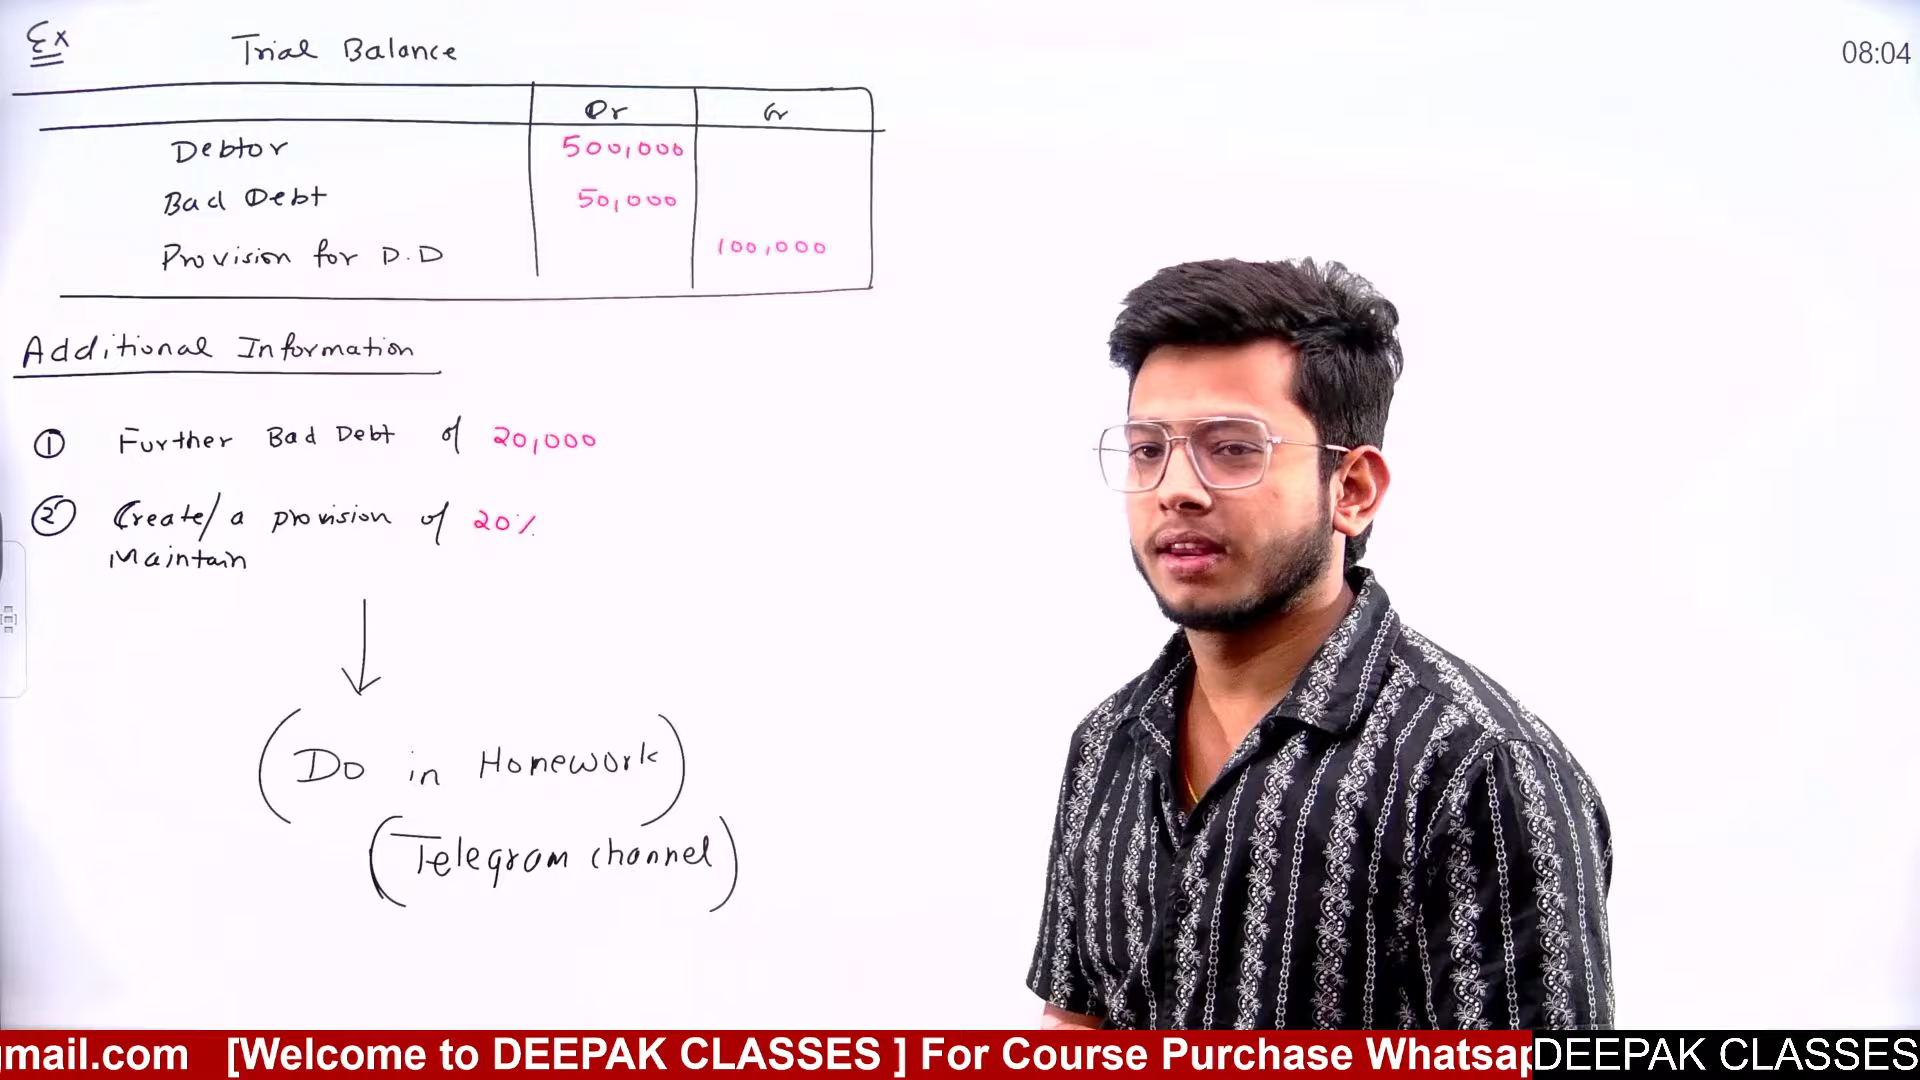 Ex
Trial Balance
08:04
Dr Cr
Debtor 500,000
Bad Debt 50,000
Provision for D.D 100,000
Additional Information
① Further Bad Debt of 20,000
② Create/ a provision of 20%
Maintain
(Do in Homework)
(Telegram channel)
gmail.com [Welcome to DEEPAK CLASSES ] For Course Purchase Whatsap
DEEPAK CLASSES